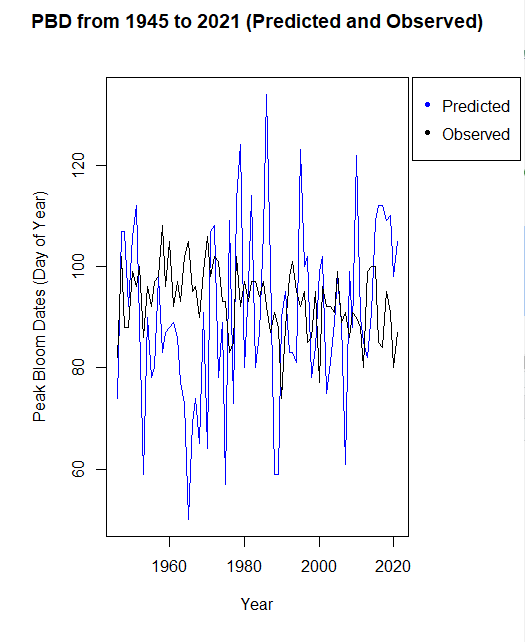 PBD from 1945 to 2021 (Predicted and Observed)
Predicted
Observed
Peak Bloom Dates (Day of Year)
120
100
80
60
1960 1980 2000 2020
Year